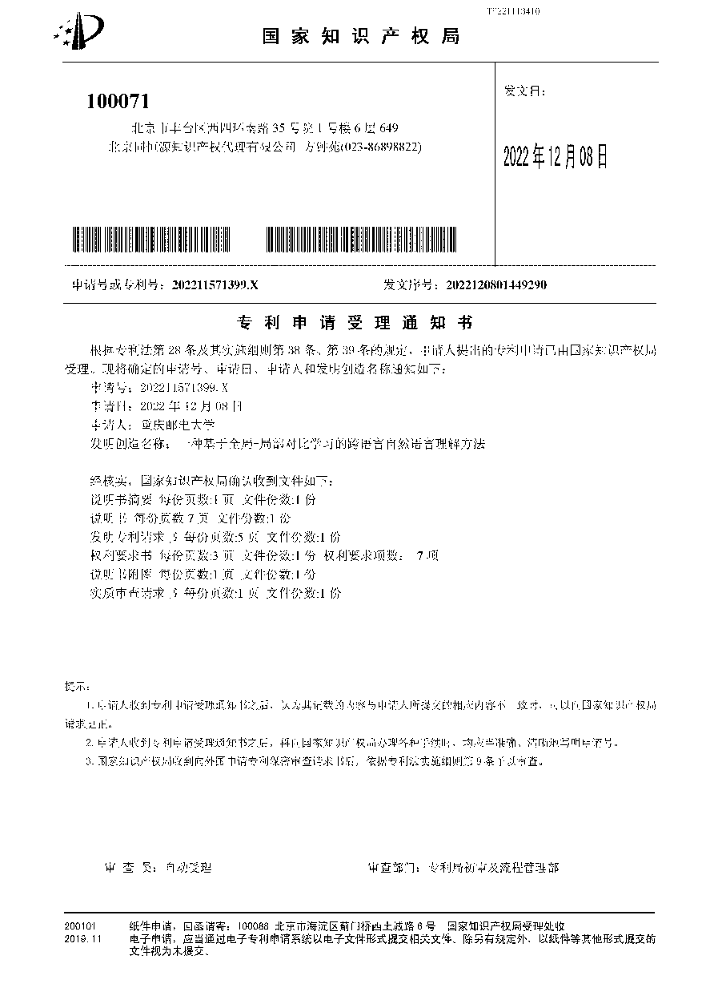 TF221113410
国家知识产权局
100071
发文日：
北京市丰台区西四环南路 35 号院 1 号楼 6 层 649
北京同恒源知识产权代理有限公司 方钟苑(023-86898822)
2022年12月08日
申请号或专利号：202211571399.X 发文序号：2022120801449290
专利申请受理通知书
根据专利法第 28 条及其实施细则第 38 条、第 39 条的规定，申请人提出的专利申请已由国家知识产权局
受理。现将确定的申请号、申请日、申请人和发明创造名称通知如下：
申请号：202211571399.X
申请日：2022 年 12 月 08 日
申请人：重庆邮电大学
发明创造名称：一种基于全局-局部对比学习的跨语言自然语言理解方法
经核实，国家知识产权局确认收到文件如下：
说明书摘要 每份页数:1 页 文件份数:1 份
说明书 每份页数:7 页 文件份数:1 份
发明专利请求书 每份页数:5 页 文件份数:1 份
权利要求书 每份页数:3 页 文件份数:1 份 权利要求项数： 7 项
说明书附图 每份页数:1 页 文件份数:1 份
实质审查请求书 每份页数:1 页 文件份数:1 份
提示：
1.申请人收到专利申请受理通知书之后，认为其记载的内容与申请人所提交的相应内容不一致时，可以向国家知识产权局
请求更正。
2.申请人收到专利申请受理通知书之后，再向国家知识产权局办理各种手续时，均应当准确、清晰地写明申请号。
3.国家知识产权局收到向外国申请专利保密审查请求书后，依据专利法实施细则第 9 条予以审查。
审 查 员：自动受理 审查部门：专利局初审及流程管理部
200101 纸件申请，回函请寄：100088 北京市海淀区蓟门桥西土城路 6 号 国家知识产权局受理处收
2019.11 电子申请，应当通过电子专利申请系统以电子文件形式提交相关文件。除另有规定外，以纸件等其他形式提交的
文件视为未提交。